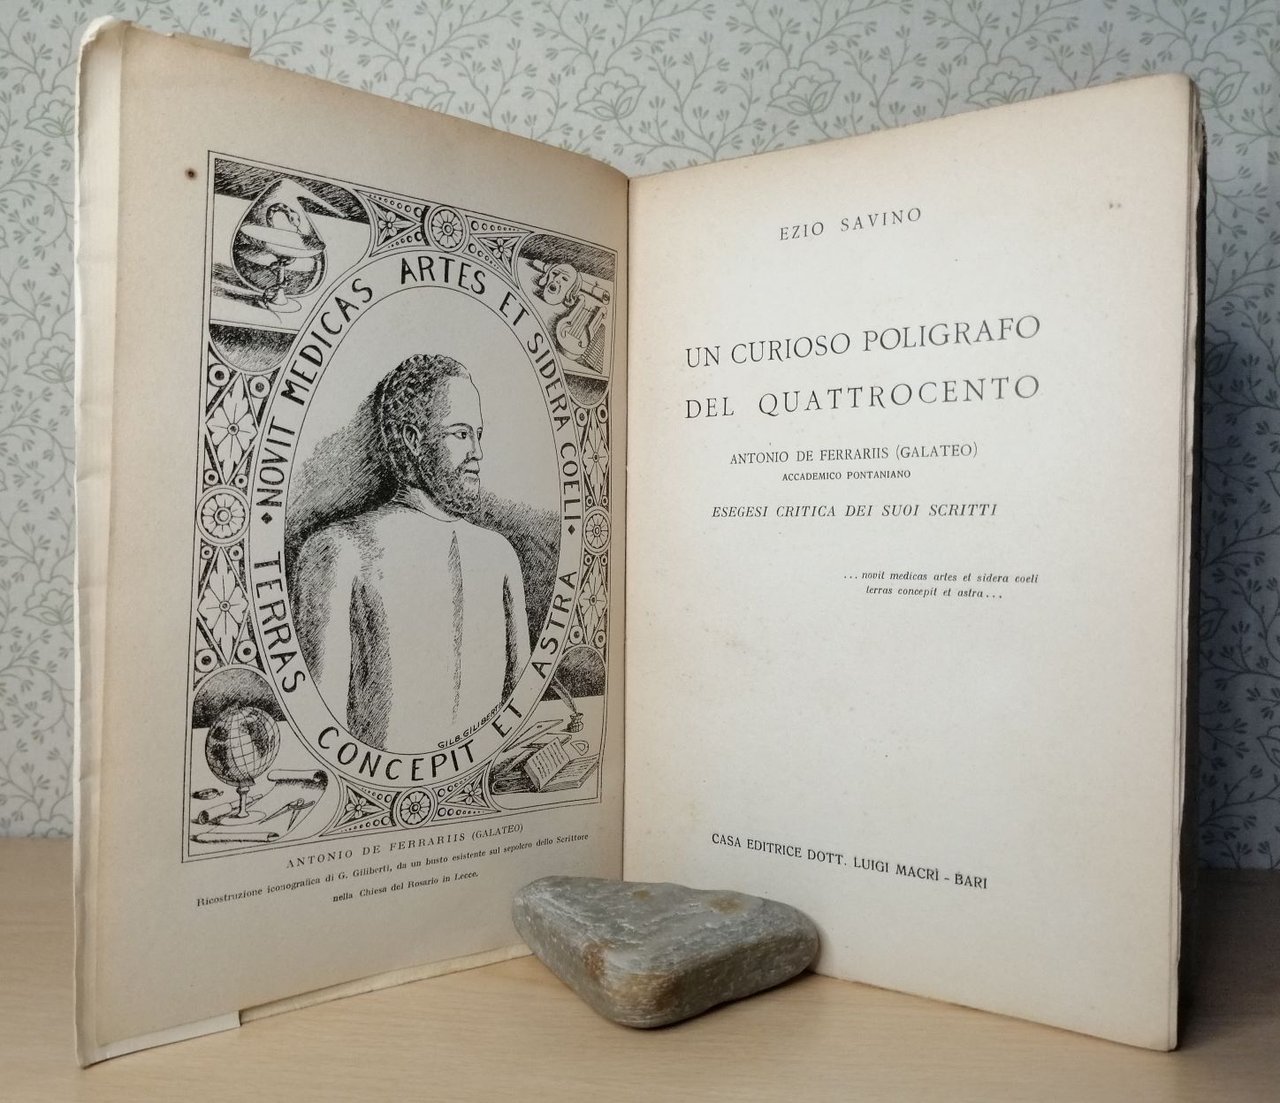 NOVIT MEDICAS ARTES ET SIDERA COELI
TERRAS CONCEPIT ET ASTRA
GILB. GILIBERTI
ANTONIO DE FERRARIIS (GALATEO)
Ricostruzione iconografica di G. Giliberti, da un busto esistente sul sepolcro dello Scrittore
nella Chiesa del Rosario in Lecce.
EZIO SAVINO
UN CURIOSO POLIGRAFO
DEL QUATTROCENTO
ANTONIO DE FERRARIIS (GALATEO)
ACCADEMICO PONTANIANO
ESEGESI CRITICA DEI SUOI SCRITTI
... novit medicas artes et sidera coeli
terras concepit et astra...
CASA EDITRICE DOTT. LUIGI MACRÌ - BARI